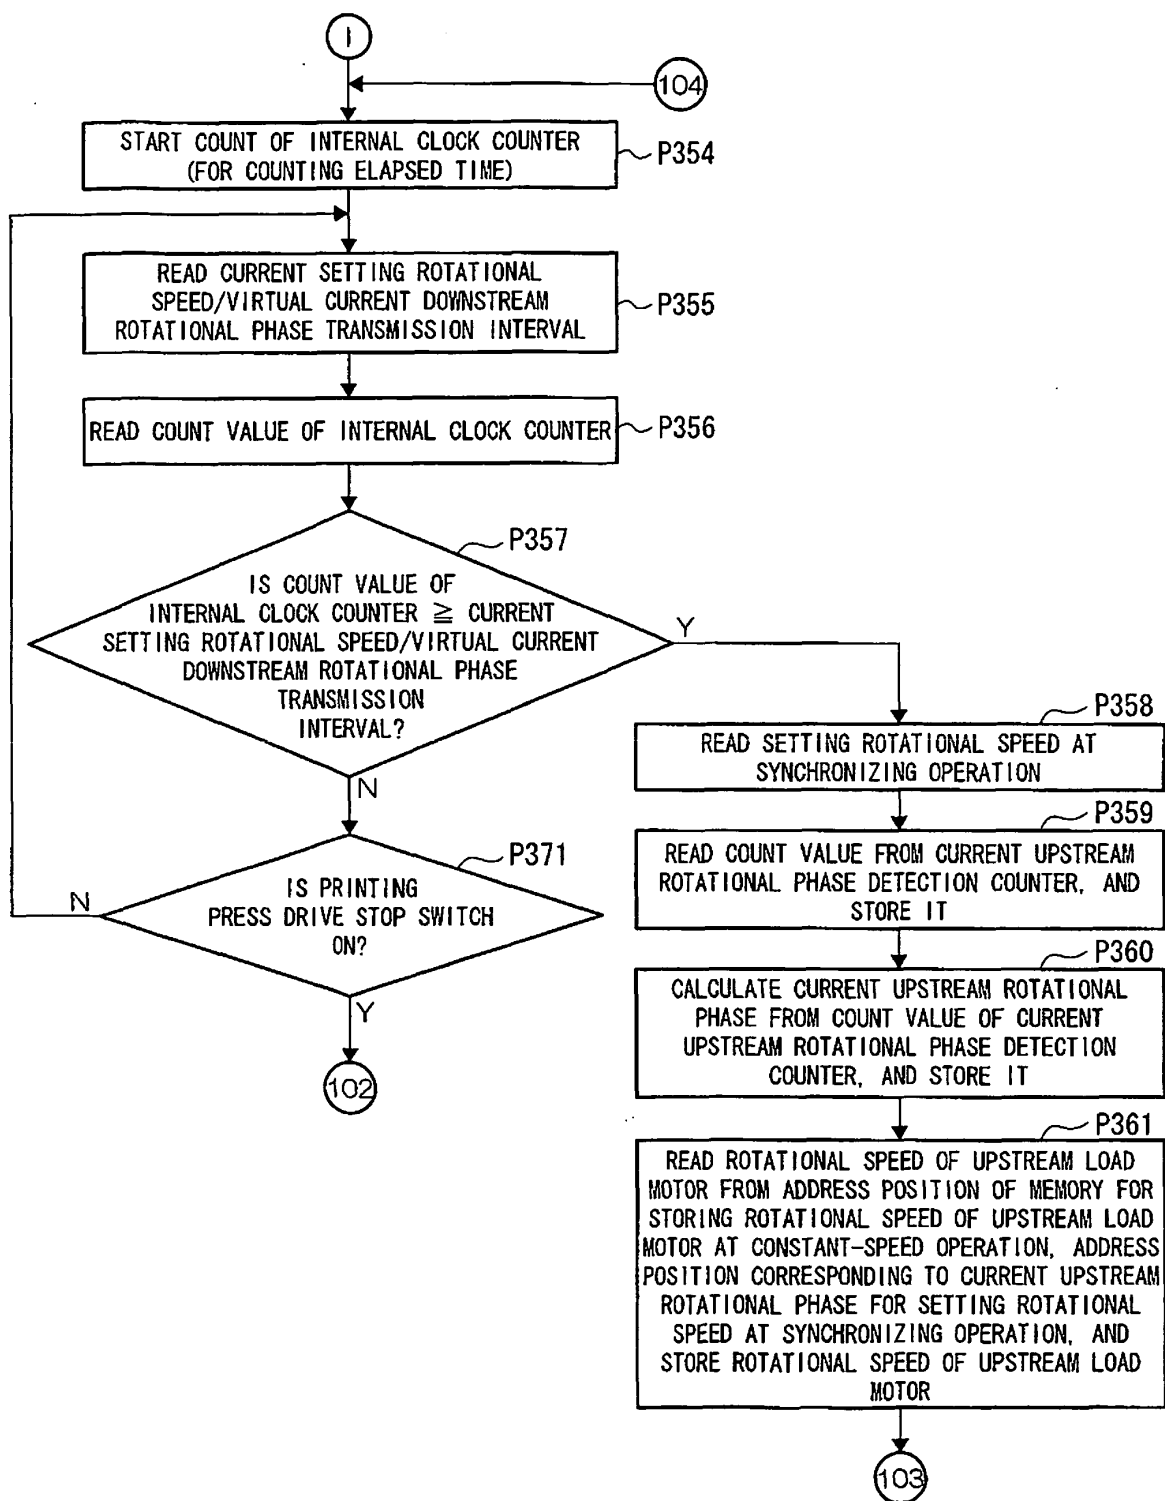 I
104
START COUNT OF INTERNAL CLOCK COUNTER
(FOR COUNTING ELAPSED TIME)
P354
READ CURRENT SETTING ROTATIONAL
SPEED/VIRTUAL CURRENT DOWNSTREAM
ROTATIONAL PHASE TRANSMISSION INTERVAL
P355
READ COUNT VALUE OF INTERNAL CLOCK COUNTER
P356
P357
IS COUNT VALUE OF
INTERNAL CLOCK COUNTER ≧ CURRENT
SETTING ROTATIONAL SPEED/VIRTUAL CURRENT
DOWNSTREAM ROTATIONAL PHASE
TRANSMISSION
INTERVAL?
Y
N
P371
IS PRINTING
PRESS DRIVE STOP SWITCH
ON?
N
Y
102
P358
READ SETTING ROTATIONAL SPEED AT
SYNCHRONIZING OPERATION
P359
READ COUNT VALUE FROM CURRENT UPSTREAM
ROTATIONAL PHASE DETECTION COUNTER, AND
STORE IT
P360
CALCULATE CURRENT UPSTREAM ROTATIONAL
PHASE FROM COUNT VALUE OF CURRENT
UPSTREAM ROTATIONAL PHASE DETECTION
COUNTER, AND STORE IT
P361
READ ROTATIONAL SPEED OF UPSTREAM LOAD
MOTOR FROM ADDRESS POSITION OF MEMORY FOR
STORING ROTATIONAL SPEED OF UPSTREAM LOAD
MOTOR AT CONSTANT-SPEED OPERATION, ADDRESS
POSITION CORRESPONDING TO CURRENT UPSTREAM
ROTATIONAL PHASE FOR SETTING ROTATIONAL
SPEED AT SYNCHRONIZING OPERATION, AND
STORE ROTATIONAL SPEED OF UPSTREAM LOAD
MOTOR
103